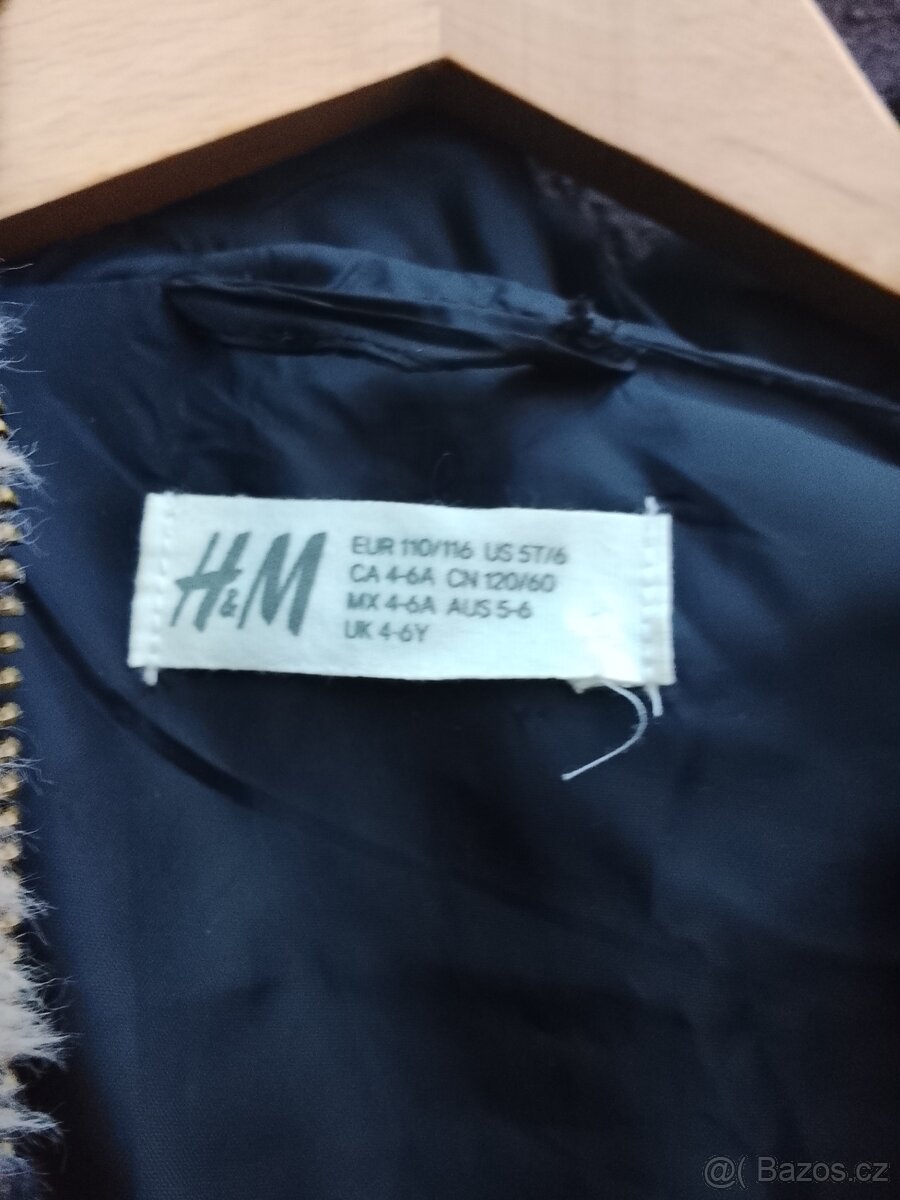 H&M
EUR 110/116 US 5T/6
CA 4-6A CN 120/60
MX 4-6A AUS 5-6
UK 4-6Y
@( Bazos.cz